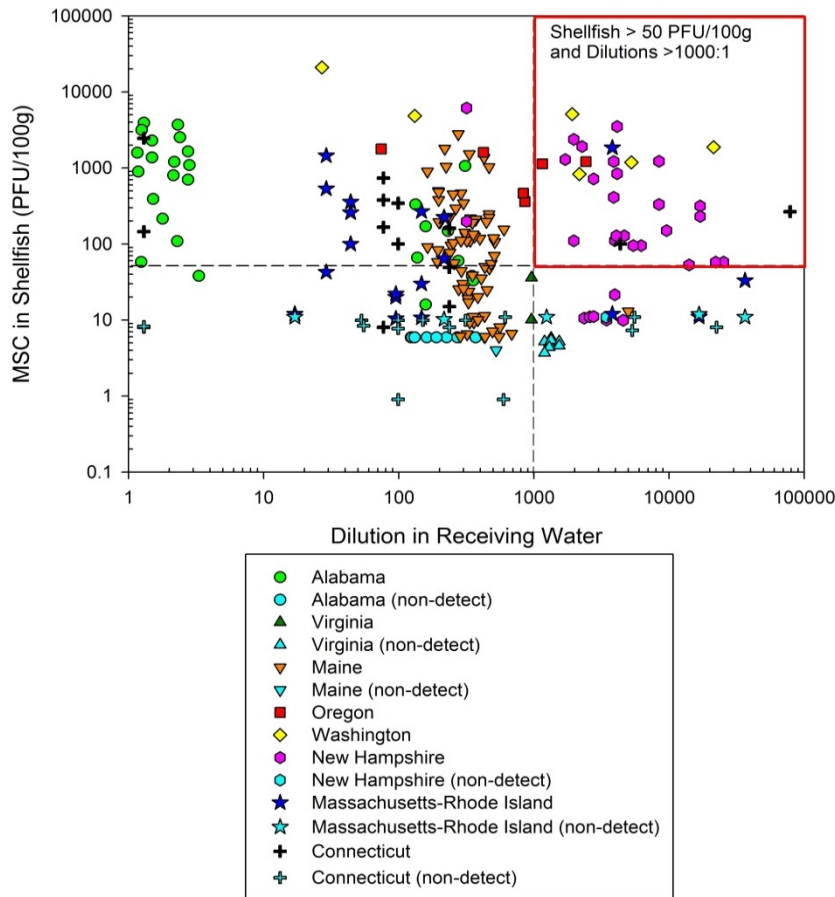 MSC in Shellfish (PFU/100g)
100000
10000
1000
100
10
1
0.1
Shellfish > 50 PFU/100g
and Dilutions >1000:1
1 10 100 1000 10000 100000
Dilution in Receiving Water
Alabama
Alabama (non-detect)
Virginia
Virginia (non-detect)
Maine
Maine (non-detect)
Oregon
Washington
New Hampshire
New Hampshire (non-detect)
Massachusetts-Rhode Island
Massachusetts-Rhode Island (non-detect)
Connecticut
Connecticut (non-detect)